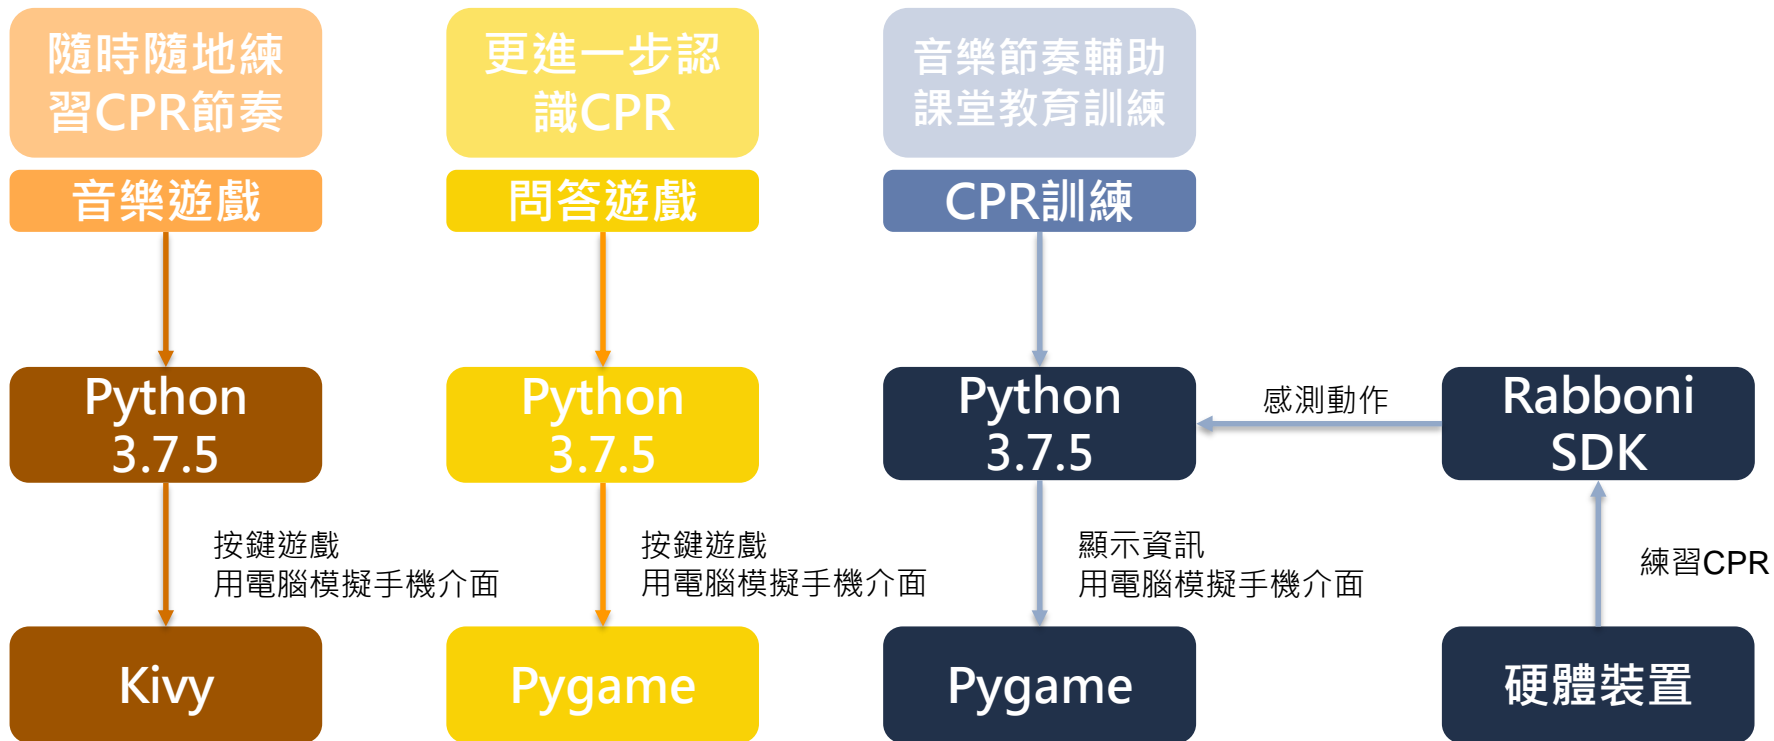 隨時隨地練
習CPR節奏
更進一步認
識CPR
音樂節奏輔助
課堂教育訓練
音樂遊戲
問答遊戲
CPR訓練
Python
3.7.5
Python
3.7.5
Python
3.7.5
感測動作
Rabboni
SDK
按鍵遊戲
用電腦模擬手機介面
按鍵遊戲
用電腦模擬手機介面
顯示資訊
用電腦模擬手機介面
練習CPR
Kivy
Pygame
Pygame
硬體裝置